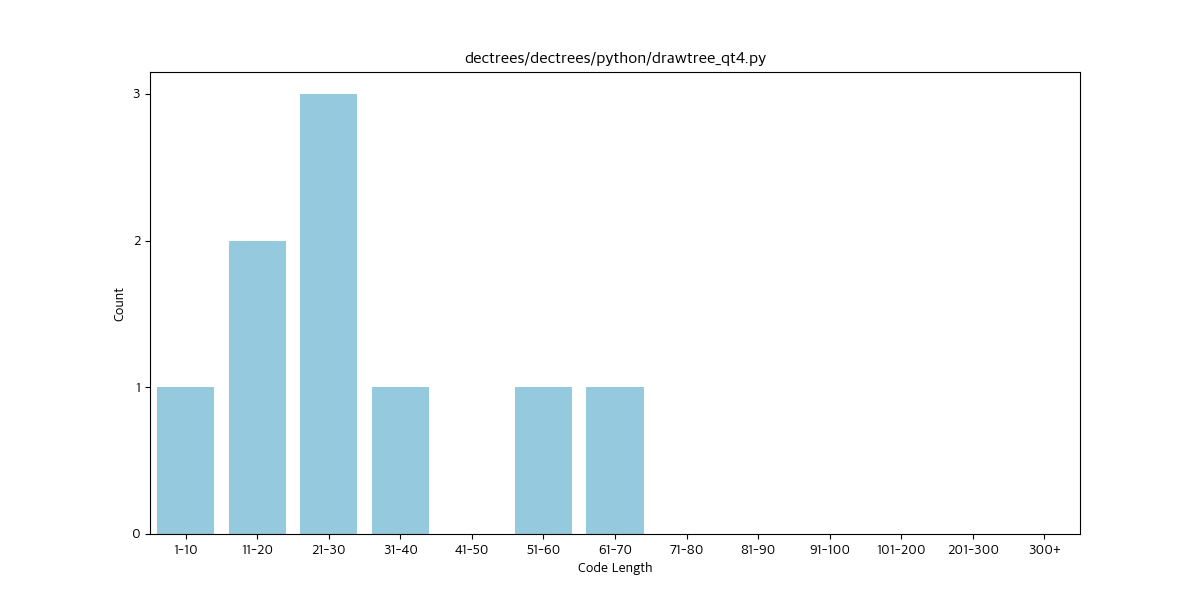 dectrees/dectrees/python/drawtree_qt4.py
3
2
1
0
Count
1-10 11-20 21-30 31-40 41-50 51-60 61-70 71-80 81-90 91-100 101-200 201-300 300+
Code Length